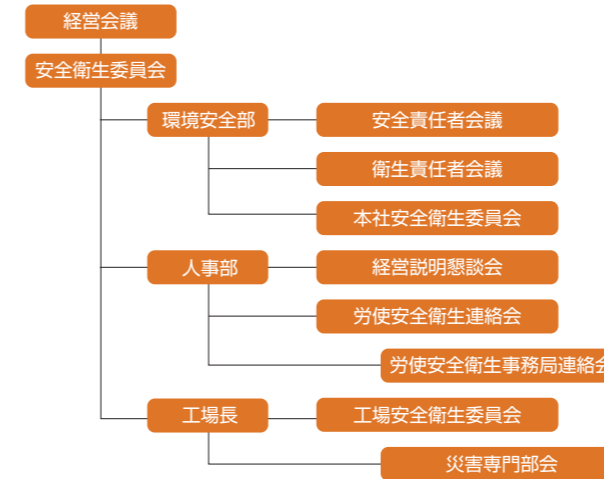 経営会議
安全衛生委員会
環境安全部
安全責任者会議
衛生責任者会議
本社安全衛生委員会
人事部
経営説明懇談会
労使安全衛生連絡会
労使安全衛生事務局連絡会
工場長
工場安全衛生委員会
災害専門部会